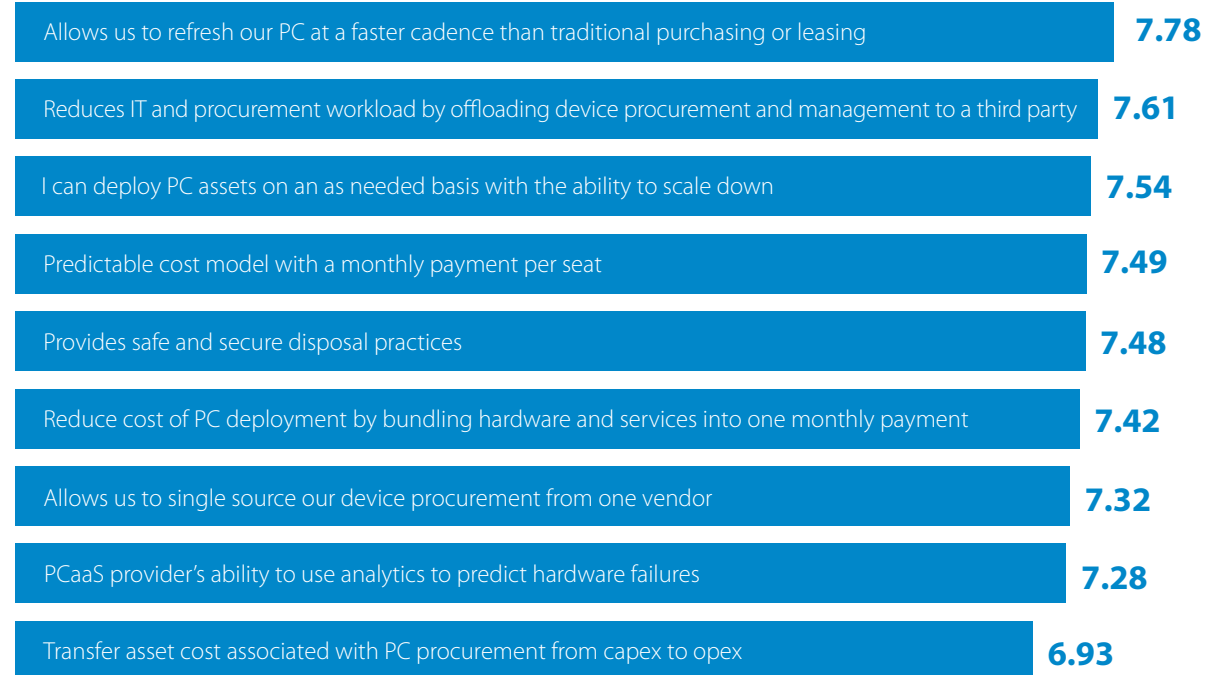 Allows us to refresh our PC at a faster cadence than traditional purchasing or leasing 7.78
Reduces IT and procurement workload by offloading device procurement and management to a third party 7.61
I can deploy PC assets on an as needed basis with the ability to scale down 7.54
Predictable cost model with a monthly payment per seat 7.49
Provides safe and secure disposal practices 7.48
Reduce cost of PC deployment by bundling hardware and services into one monthly payment 7.42
Allows us to single source our device procurement from one vendor 7.32
PCaaS provider’s ability to use analytics to predict hardware failures 7.28
Transfer asset cost associated with PC procurement from capex to opex 6.93